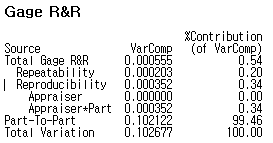 Gage R&R
%Contribution
Source VarComp (of VarComp)
Total Gage R&R 0.000555 0.54
Repeatability 0.000203 0.20
| Reproducibility 0.000352 0.34
Appraiser 0.000000 0.00
Appraiser*Part 0.000352 0.34
Part-To-Part 0.102122 99.46
Total Variation 0.102677 100.00